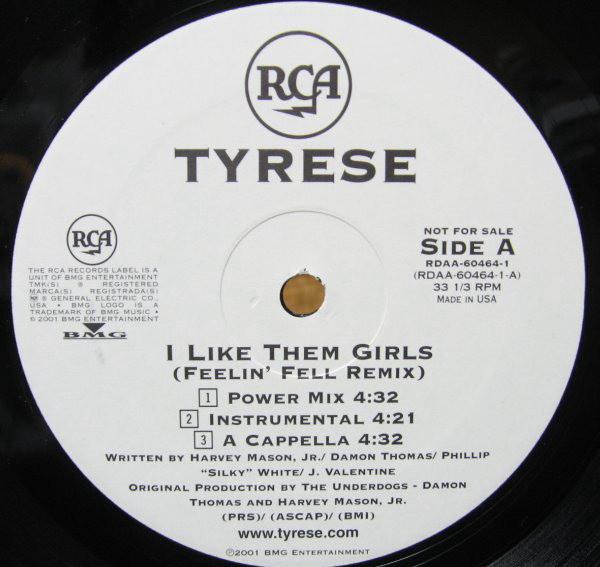 RCA
TYRESE
RCA
THE RCA RECORDS LABEL IS A
UNIT OF BMG ENTERTAINMENT
TMK(S) ® REGISTERED
MARCA(S) REGISTRADA(S)
® GENERAL ELECTRIC CO.,
USA • BMG LOGO IS A
TRADEMARK OF BMG MUSIC •
© 2001 BMG ENTERTAINMENT
BMG
NOT FOR SALE
SIDE A
RDAA-60464-1
(RDAA-60464-1-A)
33 1/3 RPM
MADE IN USA
I LIKE THEM GIRLS
(FEELIN' FELL REMIX)
1 POWER MIX 4:32
2 INSTRUMENTAL 4:21
3 A CAPPELLA 4:32
WRITTEN BY HARVEY MASON, JR./ DAMON THOMAS/ PHILLIP
"SILKY" WHITE/ J. VALENTINE
ORIGINAL PRODUCTION BY THE UNDERDOGS - DAMON
THOMAS AND HARVEY MASON, JR.
(PRS)/ (ASCAP)/ (BMI)
www.tyrese.com
℗2001 BMG ENTERTAINMENT